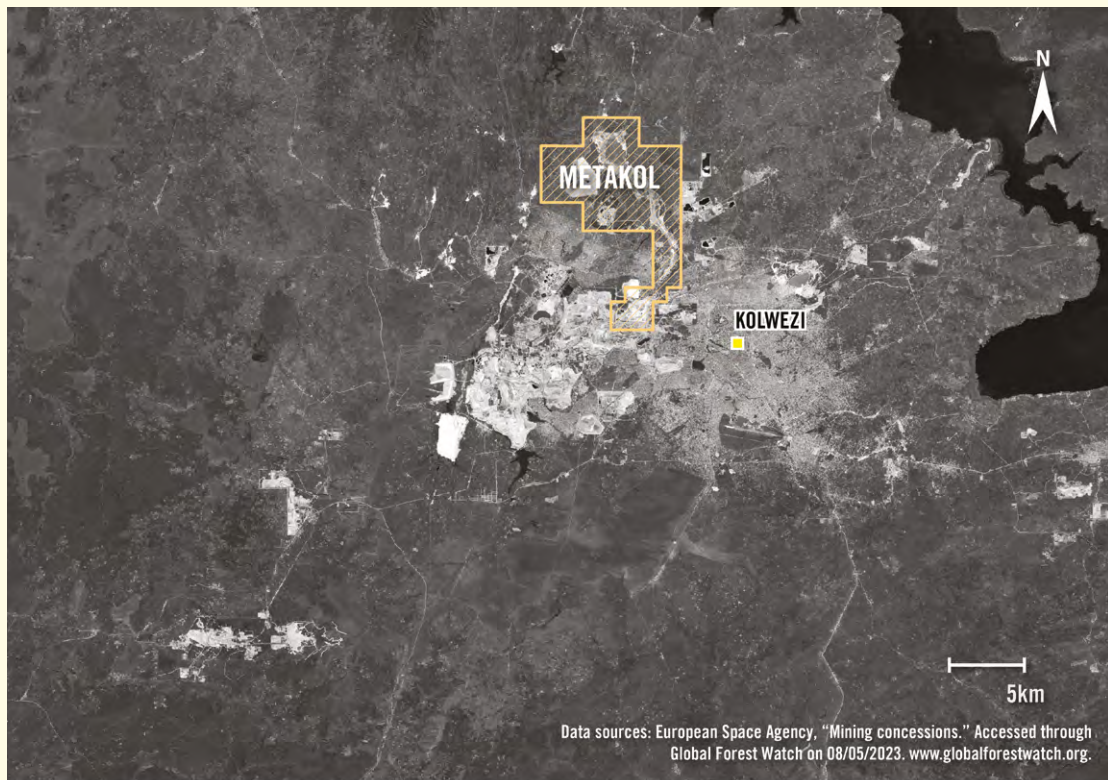 N
METAKOL
KOLWEZI
5km
Data sources: European Space Agency, “Mining concessions.” Accessed through
Global Forest Watch on 08/05/2023. www.globalforestwatch.org.